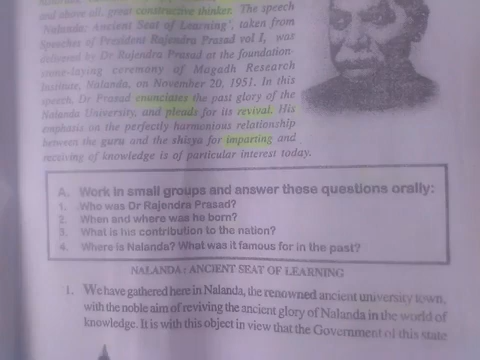 and above all, great constructive thinker. The speech
'Nalanda: Ancient Seat of Learning', taken from
Speeches of President Rajendra Prasad vol I, was
delivered by Dr Rajendra Prasad at the foundation-
stone-laying ceremony of Magadh Research
Institute, Nalanda, on November 20, 1951. In this
speech, Dr Prasad enunciates the past glory of the
Nalanda University, and pleads for its revival. His
emphasis on the perfectly harmonious relationship
between the guru and the shisya for imparting and
receiving of knowledge is of particular interest today.
A. Work in small groups and answer these questions orally:
1. Who was Dr Rajendra Prasad?
2. When and where was he born?
3. What is his contribution to the nation?
4. Where is Nalanda? What was it famous for in the past?
NALANDA : ANCIENT SEAT OF LEARNING
1. We have gathered here in Nalanda, the renowned ancient university town,
with the noble aim of reviving the ancient glory of Nalanda in the world of
knowledge. It is with this object in view that the Government of this state